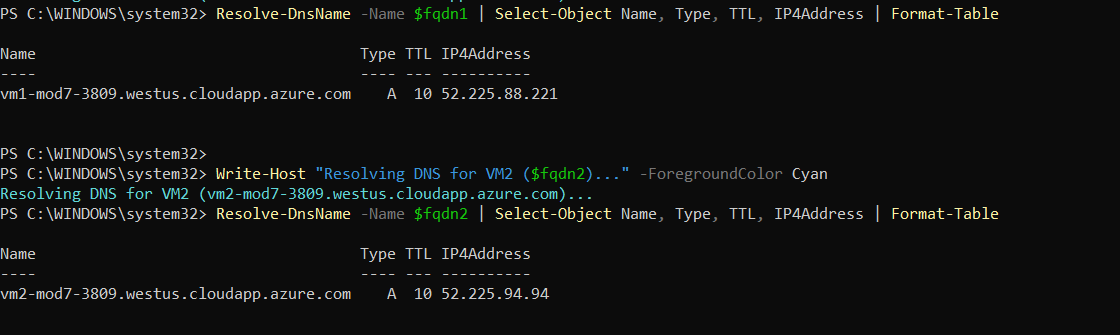 PS C:\WINDOWS\system32> Resolve-DnsName -Name $fqdn1 | Select-Object Name, Type, TTL, IP4Address | Format-Table
Name                                     Type TTL IP4Address
----                                     ---- --- ----------
vm1-mod7-3809.westus.cloudapp.azure.com     A  10 52.225.88.221
PS C:\WINDOWS\system32>
PS C:\WINDOWS\system32> Write-Host "Resolving DNS for VM2 ($fqdn2)..." -ForegroundColor Cyan
Resolving DNS for VM2 (vm2-mod7-3809.westus.cloudapp.azure.com)...
PS C:\WINDOWS\system32> Resolve-DnsName -Name $fqdn2 | Select-Object Name, Type, TTL, IP4Address | Format-Table
Name                                     Type TTL IP4Address
----                                     ---- --- ----------
vm2-mod7-3809.westus.cloudapp.azure.com     A  10 52.225.94.94